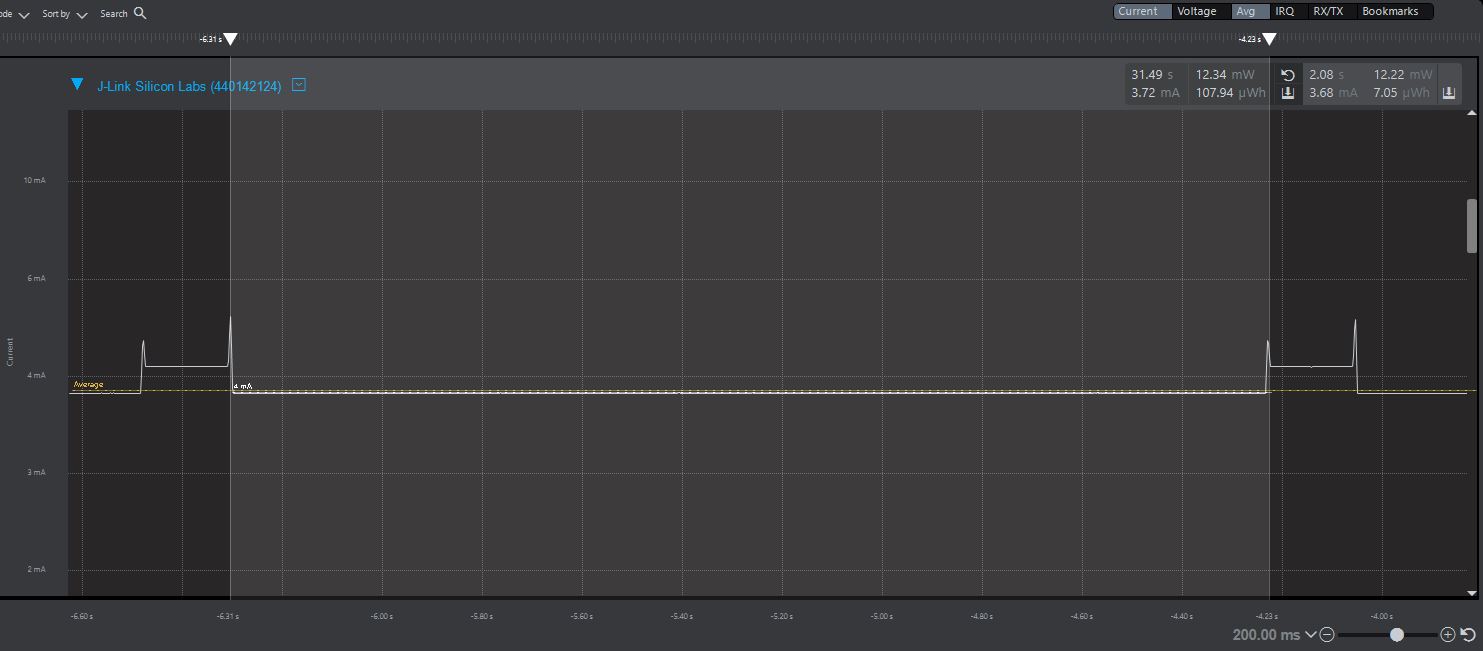 ode Sort by Search Current Voltage Avg IRQ RX/TX Bookmarks
-6.31 s -4.23 s
J-Link Silicon Labs (440142124)
31.49 s 12.34 mW 2.08 s 12.22 mW
3.72 mA 107.94 µWh 3.68 mA 7.05 µWh
10 mA
6 mA
Current
4 mA
Average
4 mA
3 mA
2 mA
-6.60 s -6.31 s -6.00 s -5.80 s -5.60 s -5.40 s -5.20 s -5.00 s -4.80 s -4.60 s -4.40 s -4.23 s -4.00 s
200.00 ms